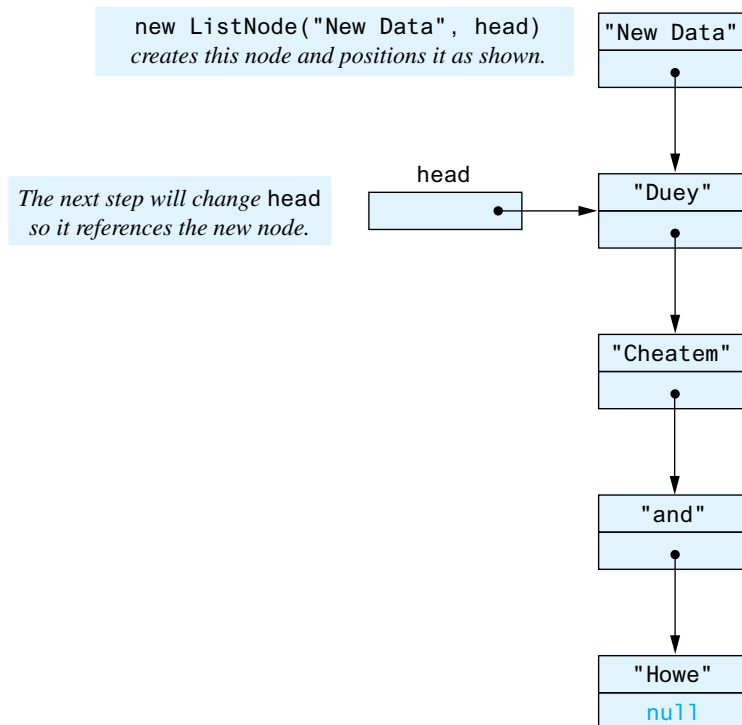 new ListNode("New Data", head)
creates this node and positions it as shown.
"New Data"
head
The next step will change head
so it references the new node.
"Duey"
"Cheatem"
"and"
"Howe"
null